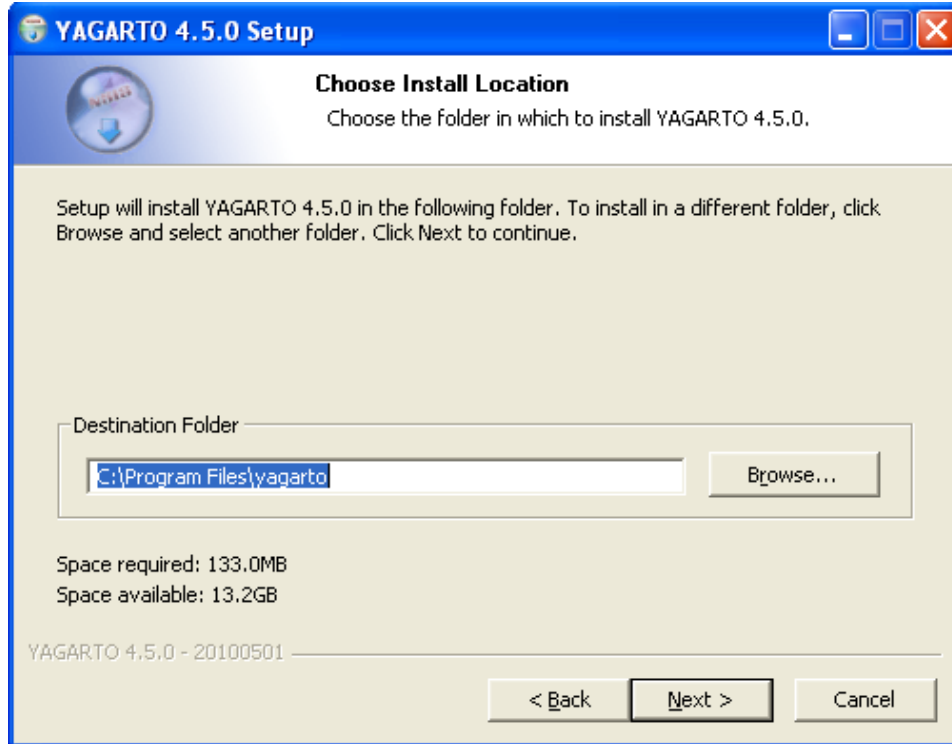 YAGARTO 4.5.0 Setup
Choose Install Location
Choose the folder in which to install YAGARTO 4.5.0.
Setup will install YAGARTO 4.5.0 in the following folder. To install in a different folder, click
Browse and select another folder. Click Next to continue.
Destination Folder
C:\Program Files\yagarto
Browse...
Space required: 133.0MB
Space available: 13.2GB
YAGARTO 4.5.0 - 20100501
< Back
Next >
Cancel